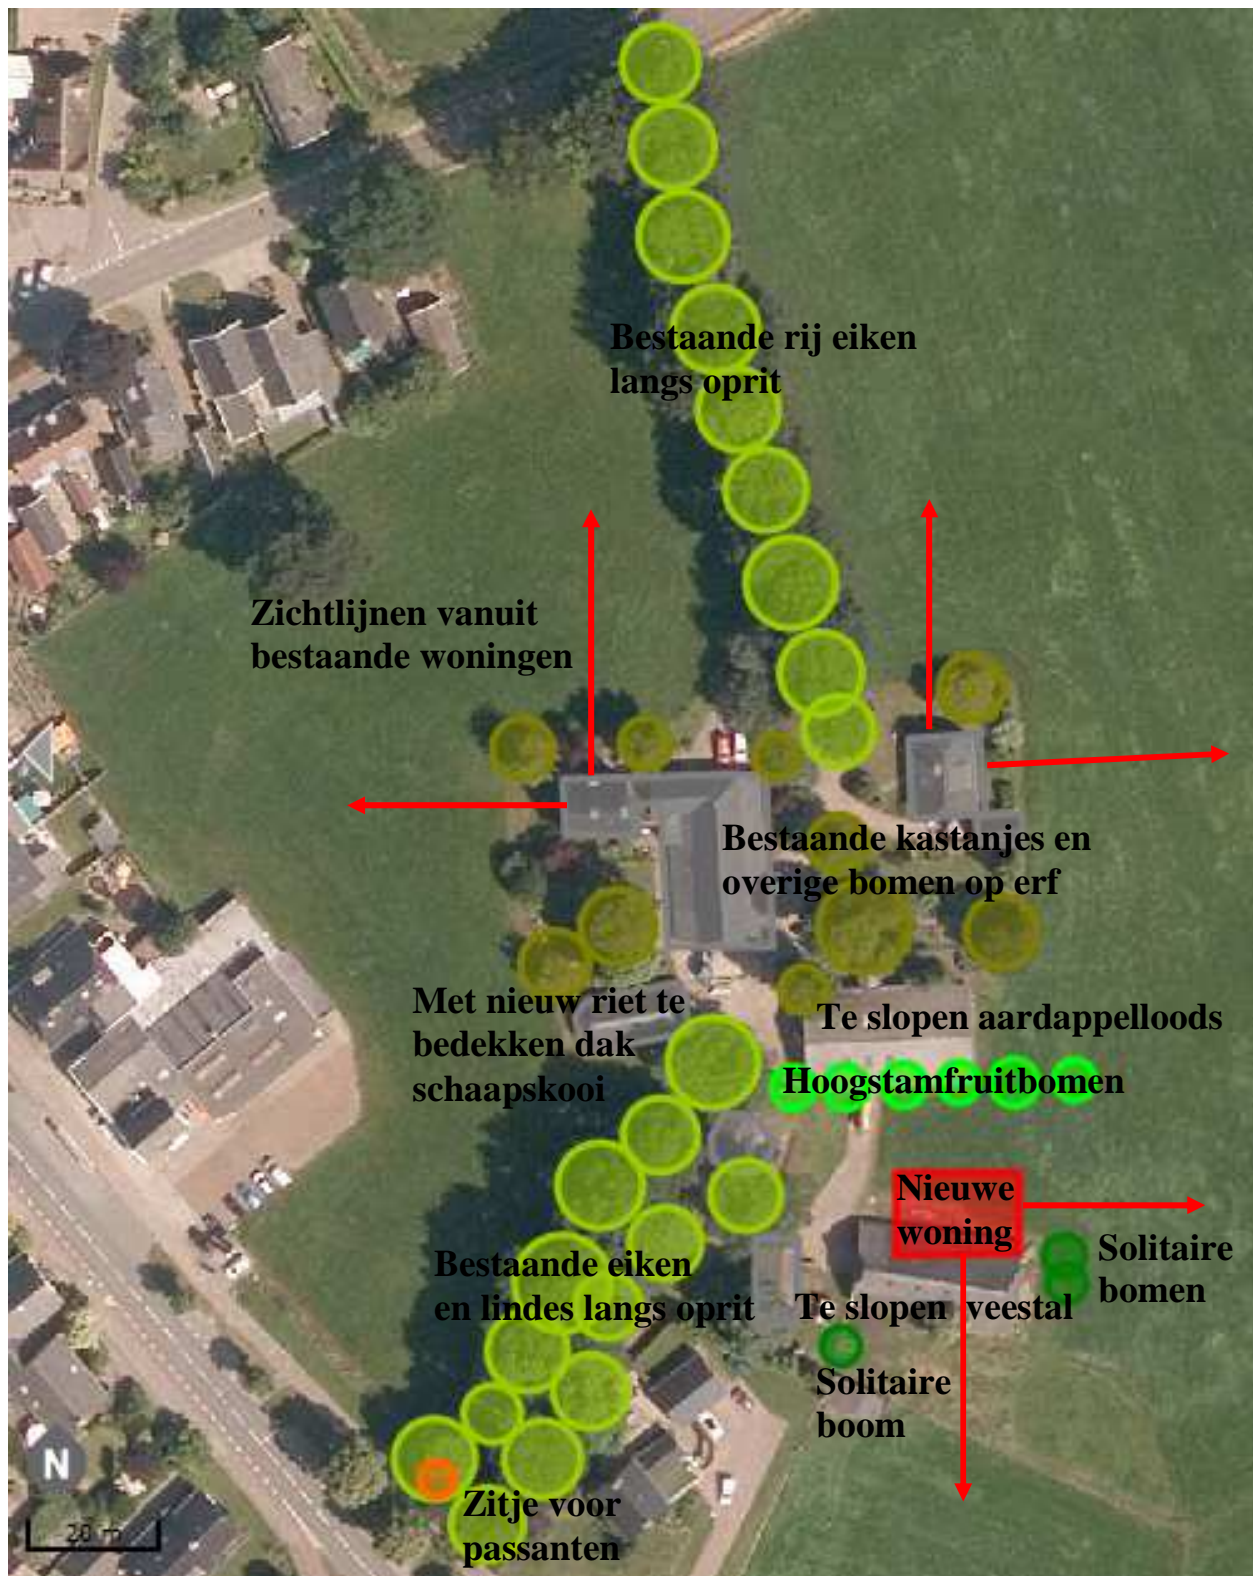 Bestaande rij eiken
langs oprit
Zichtlijnen vanuit
bestaande woningen
Bestaande kastanjes en
overige bomen op erf
Met nieuw riet te
bedekken dak
schaapskooi
Te slopen aardappelloods
Hoogstamfruitbomen
Nieuwe
woning
Solitaire
bomen
Bestaande eiken
en lindes langs oprit
Te slopen veestal
Solitaire
boom
Zitje voor
passanten
N
20 m